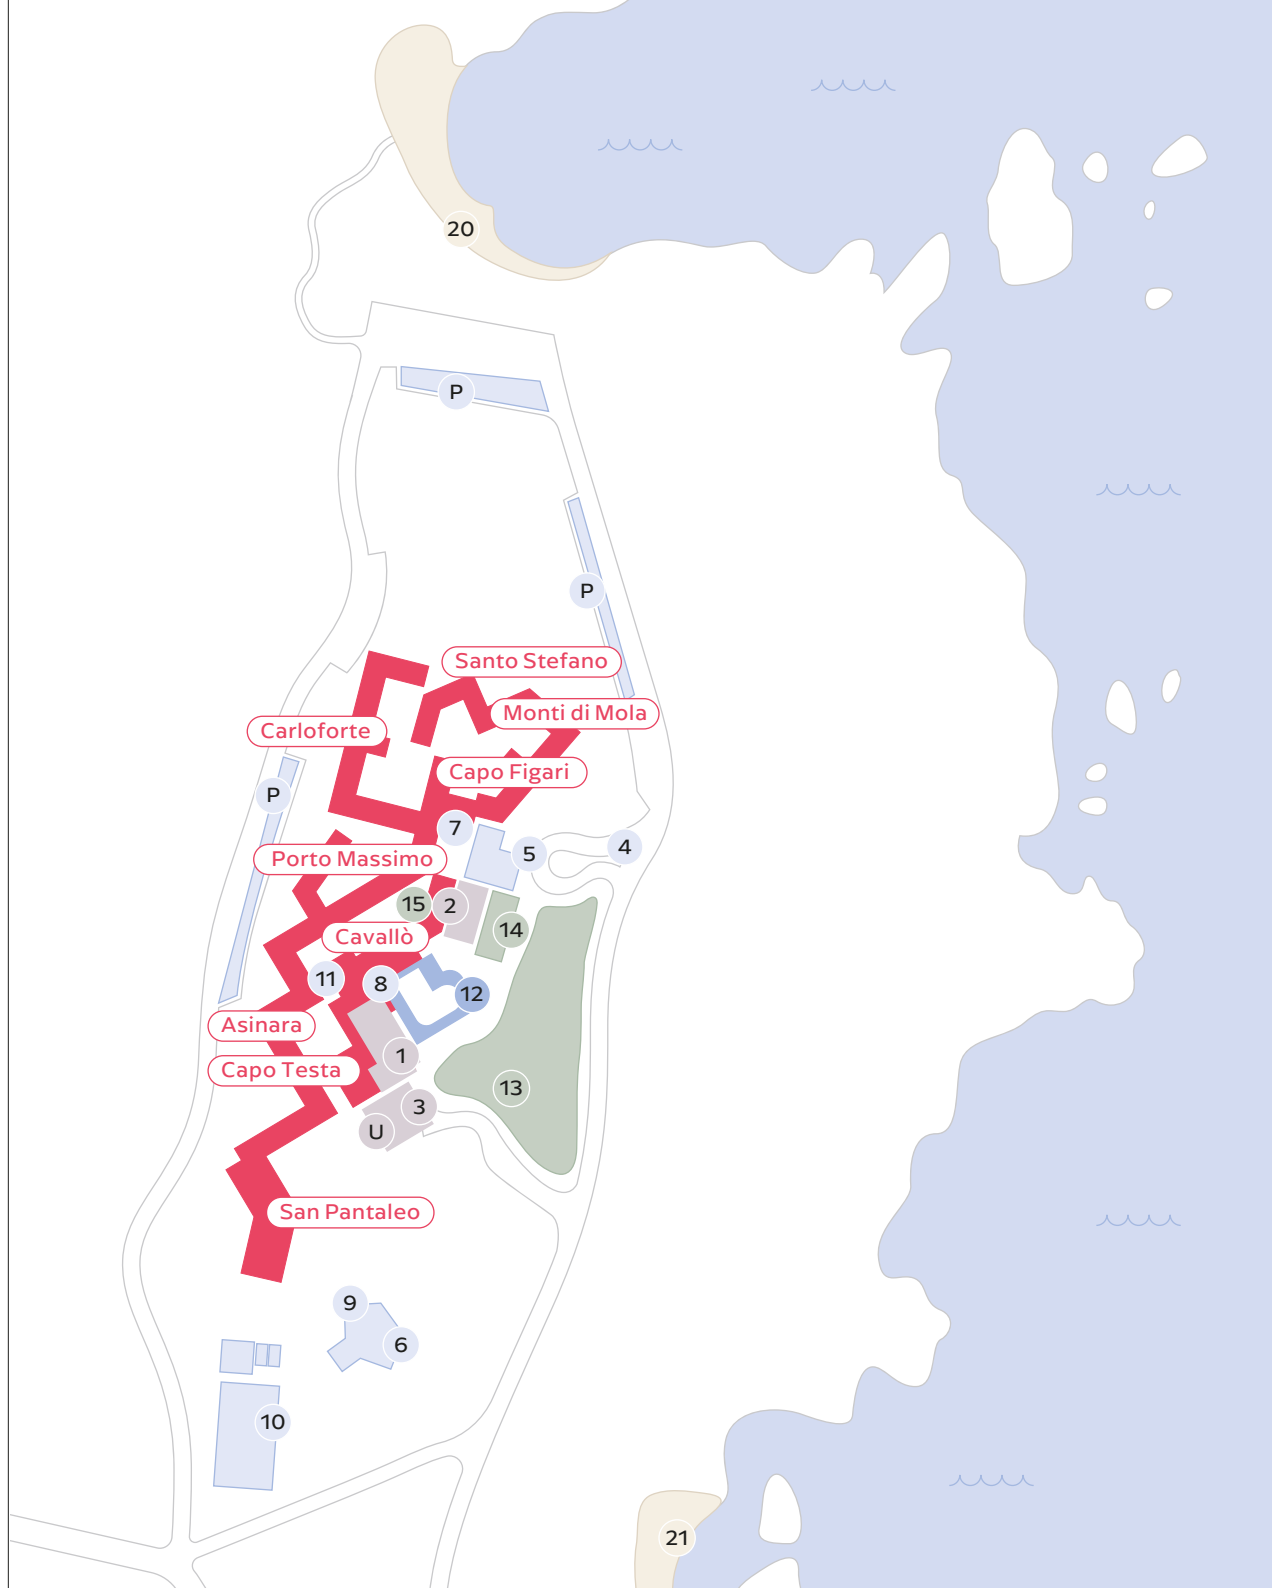 20
P
P
Santo Stefano
Monti di Mola
Carloforte
Capo Figari
P
7
4
5
Porto Massimo
15
2
14
Cavallò
11
8
12
Asinara
1
Capo Testa
13
3
U
San Pantaleo
9
6
10
21